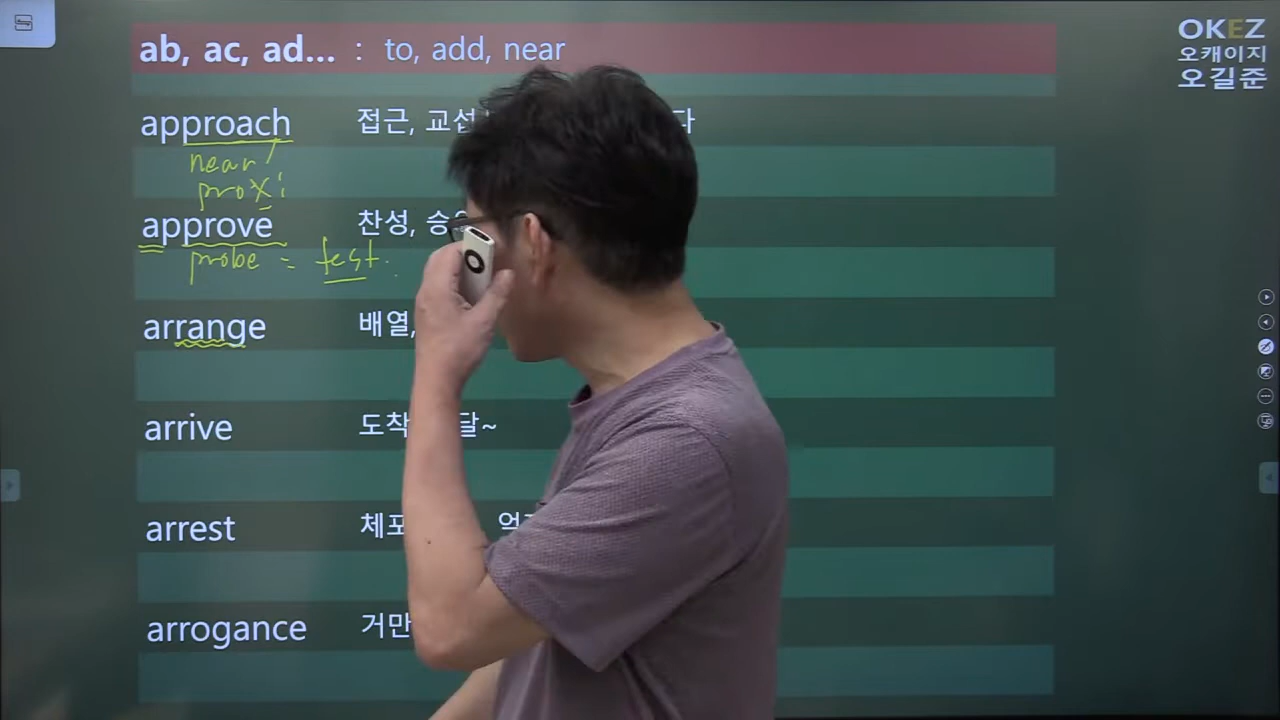 ab, ac, ad... : to, add, near
OKEZ
오캐이지
오길준
approach 접근, 교섭 다
near
proxi
approve 찬성,
probe = test.
arrange 배열,
arrive 도착 달~
arrest 체포
arrogance 거만